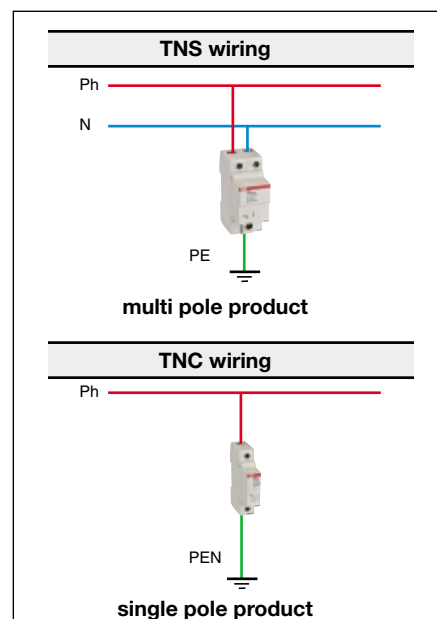 TNS wiring
Ph
N
PE
multi pole product
TNC wiring
Ph
PEN
single pole product